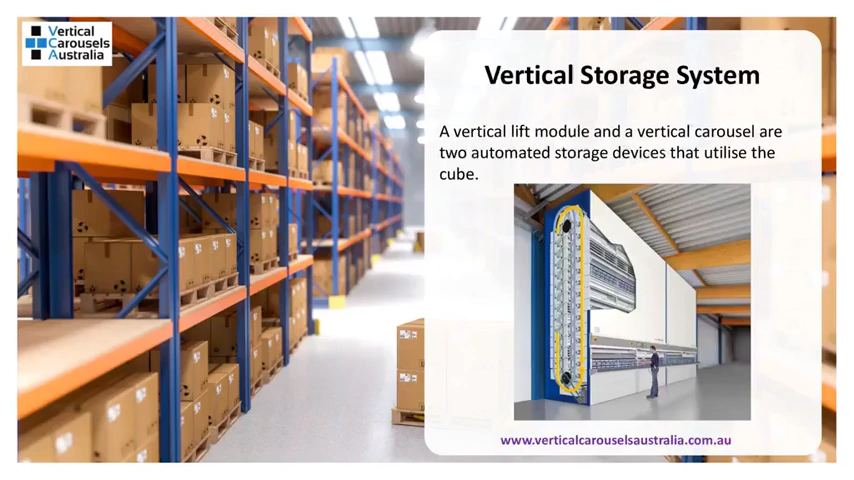 Vertical
Carousels
Australia
Vertical Storage System
A vertical lift module and a vertical carousel are
two automated storage devices that utilise the
cube.
www.verticalcarouselsaustralia.com.au